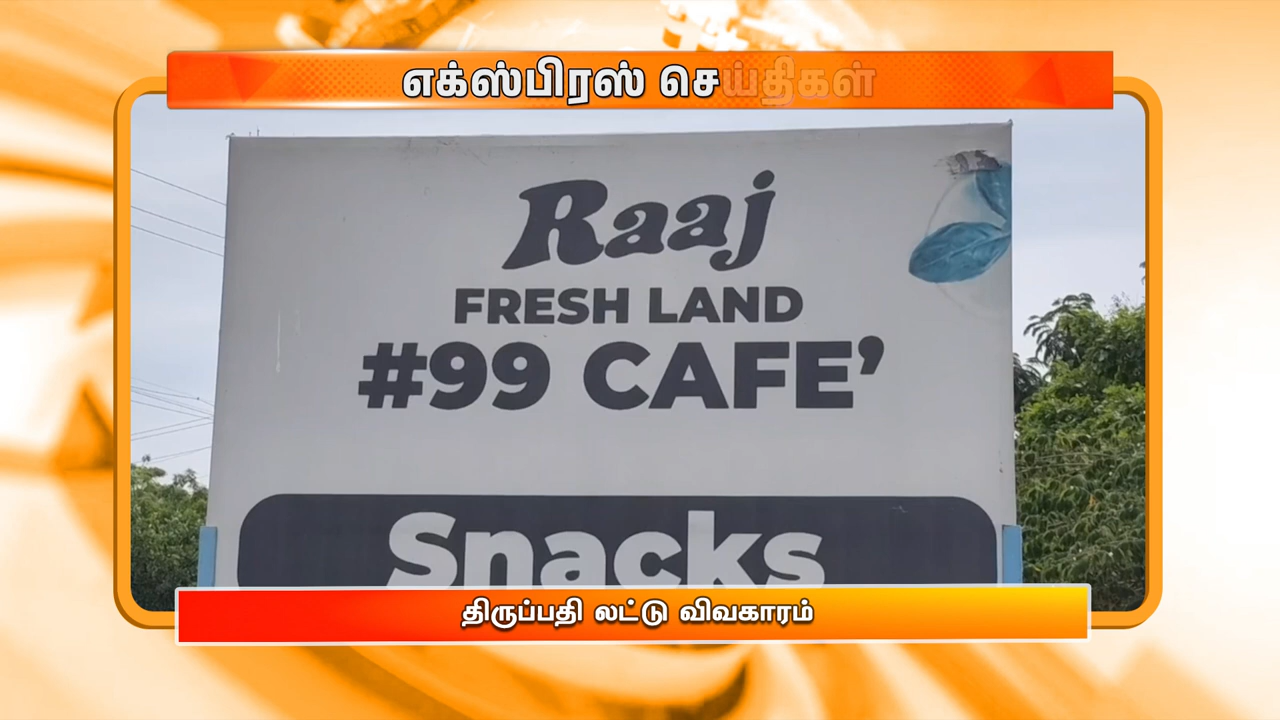 எக்ஸ்பிரஸ் செய்திகள்
Raaj
FRESH LAND
#99 CAFE’
Snacks
திருப்பதி லட்டு விவகாரம்